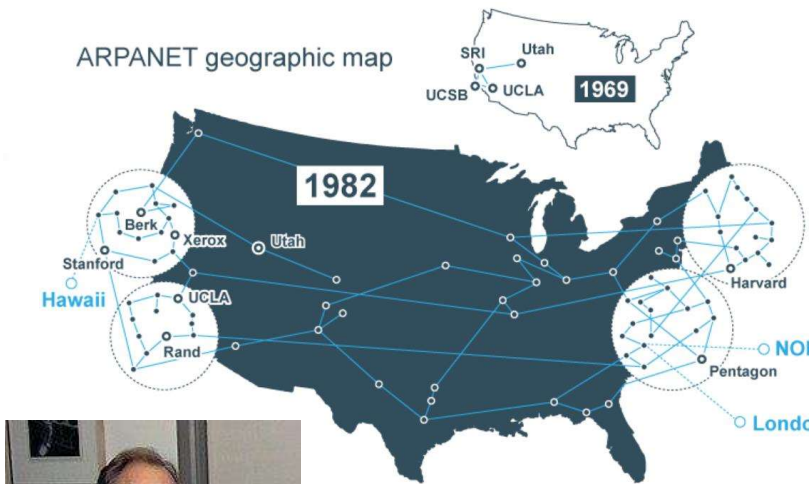 ARPANET geographic map
SRI
Utah
UCSB
UCLA
1969
1982
Berk
Xerox
Utah
Stanford
Hawaii
UCLA
Harvard
Rand
Pentagon